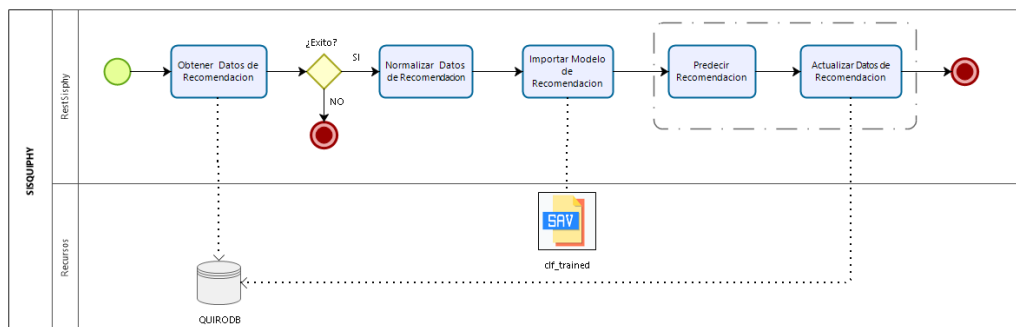 SISQUIPHY
RestSisphy
Obtener Datos de
Recomendacion
¿Exito?
SI
NO
Normalizar Datos
de Recomendacion
Importar Modelo
de
Recomendacion
Predecir
Recomendacion
Actualizar Datos de
Recomendacion
Recursos
QUIRODB
SAV
clf_trained